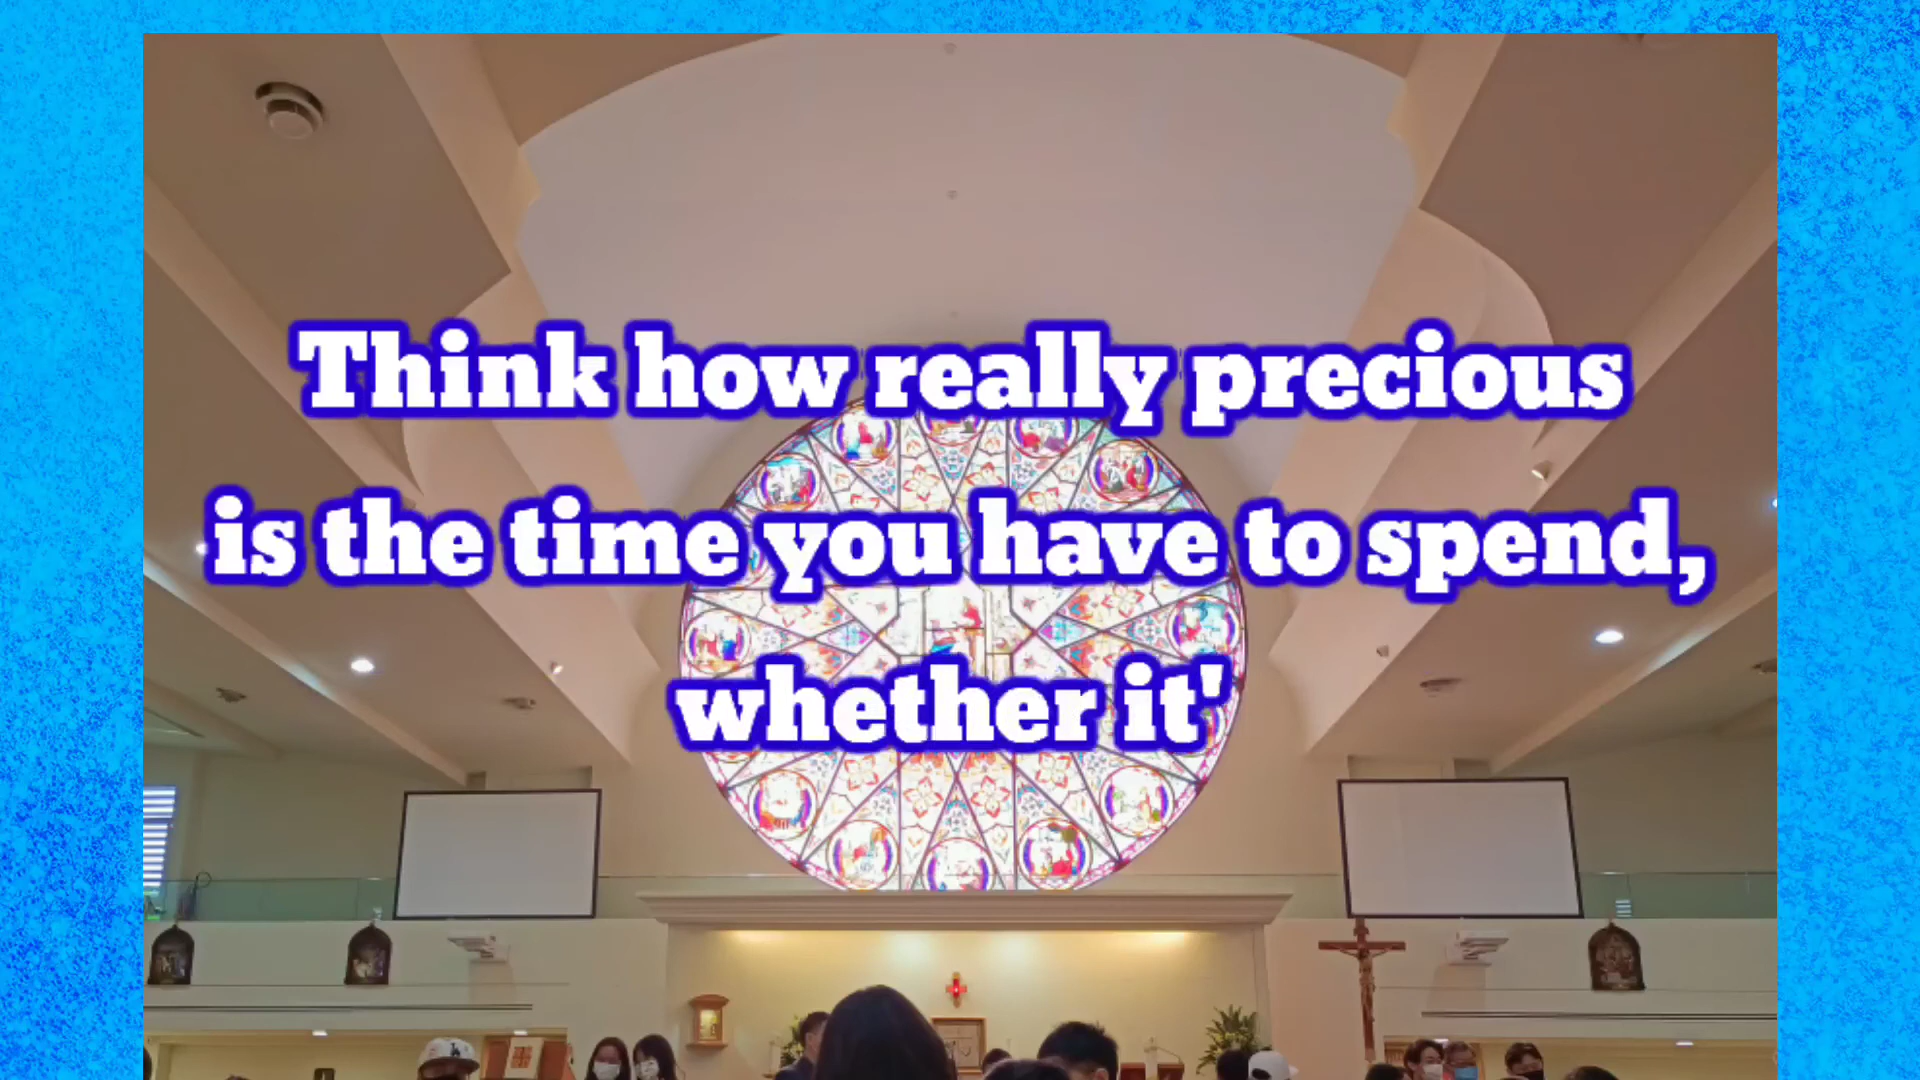 Think how really precious
is the time you have to spend,
whether it'